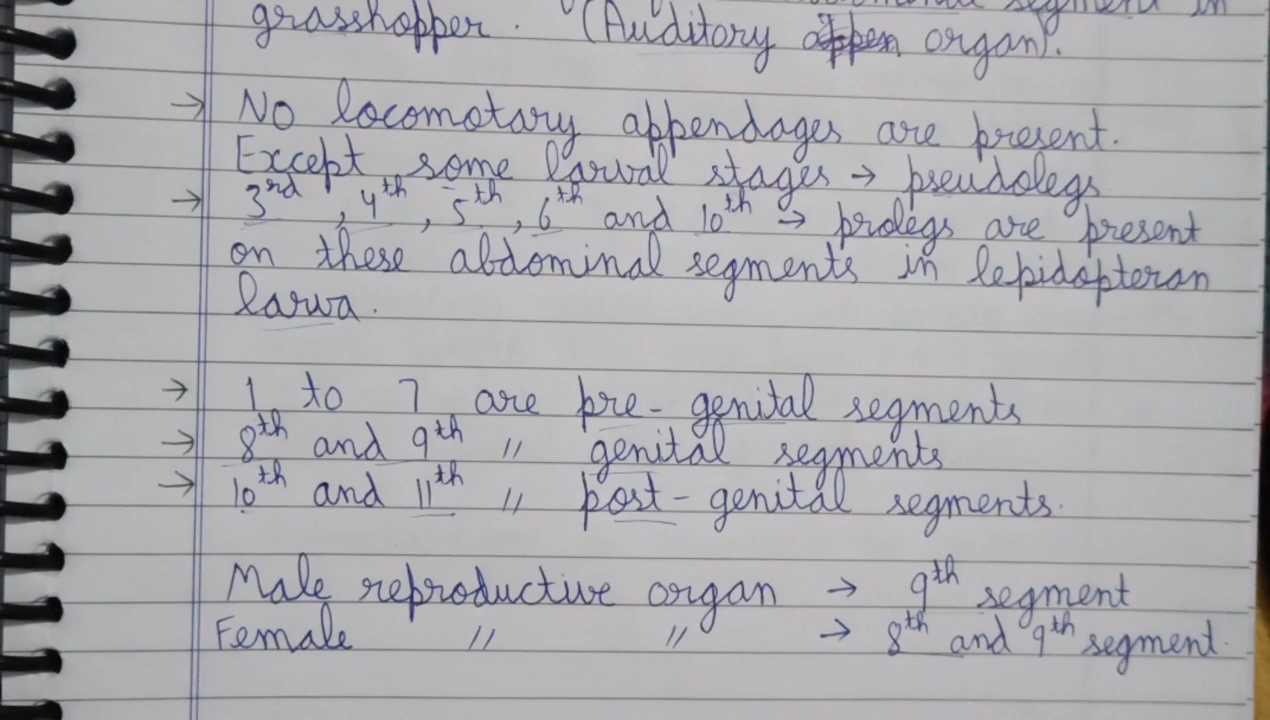 segment in
grasshopper. (Auditory organ).
→ No locomotary appendages are present.
Except some larval stages → pseudolegs
→ 3rd, 4th, 5th, 6th and 10th → prolegs are present
on these abdominal segments in lepidopteran
larva.
→ 1 to 7 are pre-genital segments
→ 8th and 9th " genital segments
→ 10th and 11th " post-genital segments.
Male reproductive organ → 9th segment
Female " " → 8th and 9th segment.